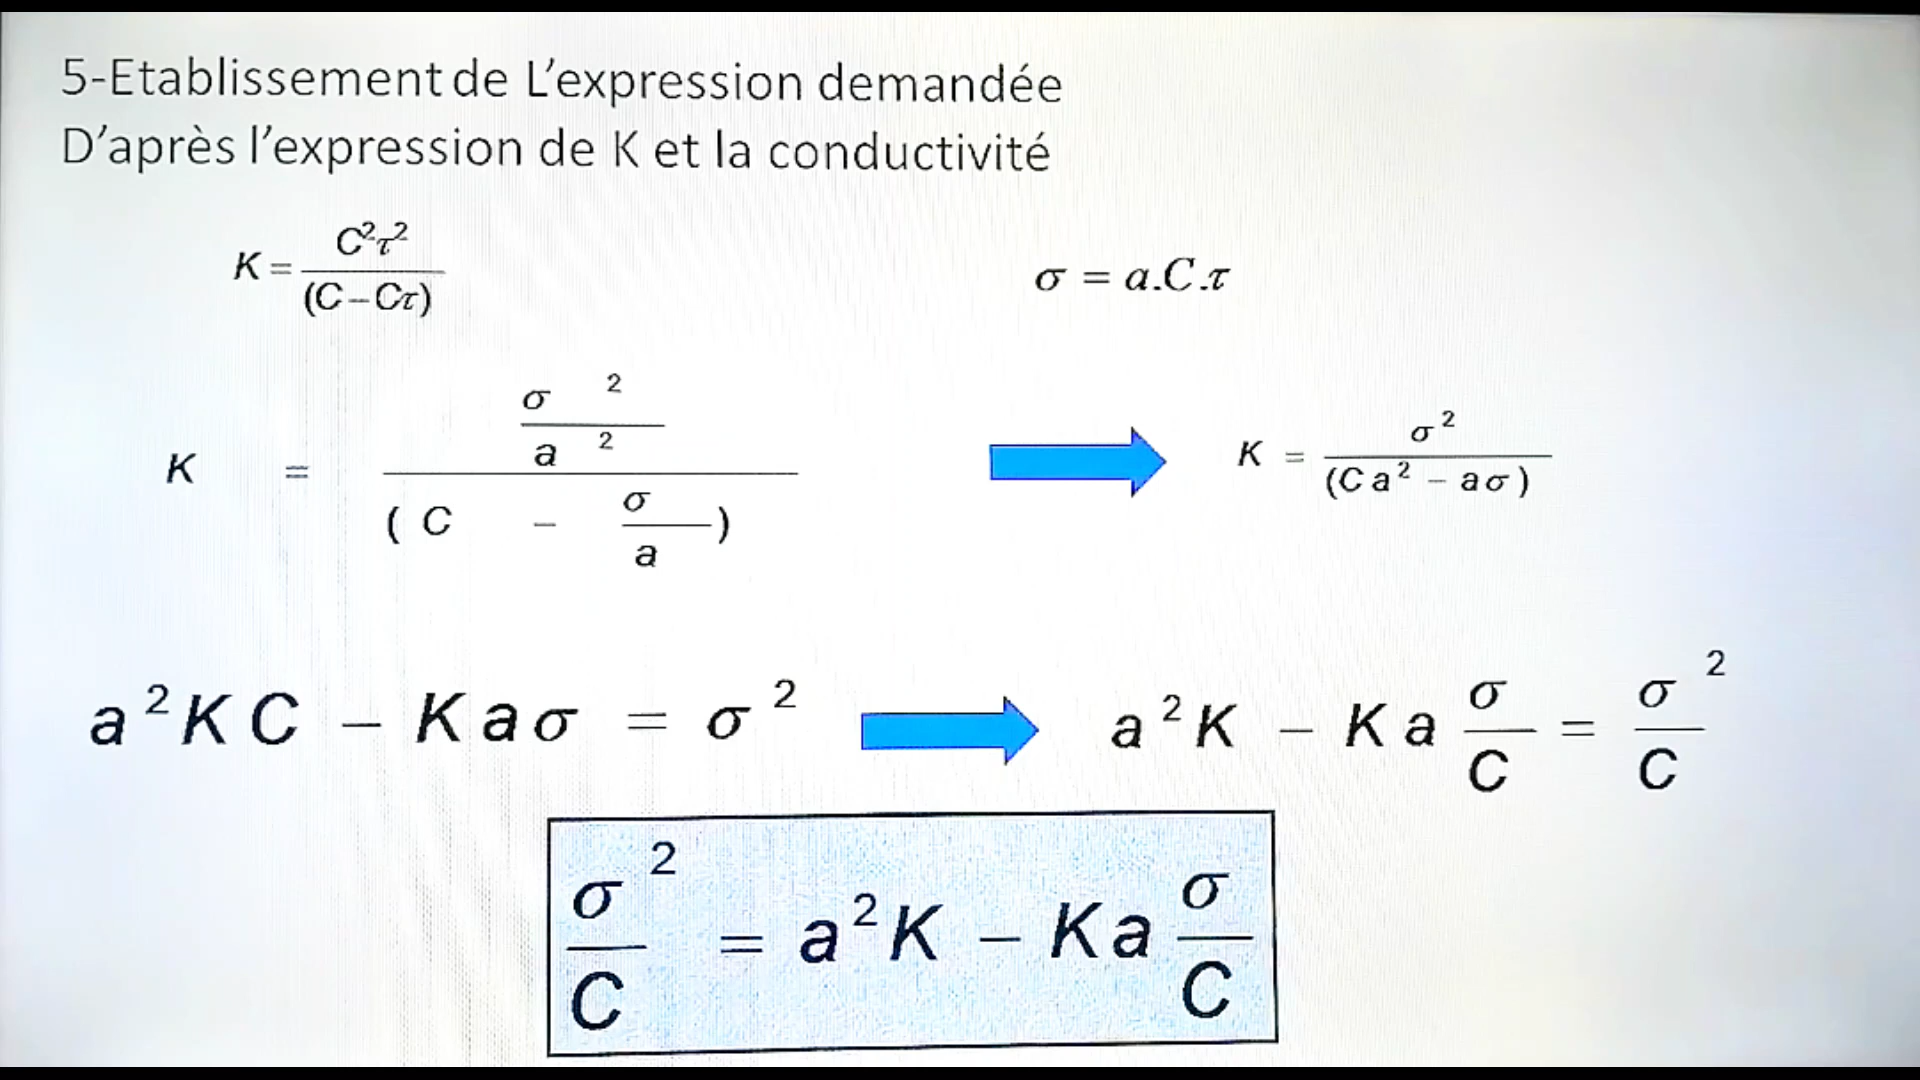 5-Etablissement de L'expression demandée
D'après l'expression de K et la conductivité
K = C²τ² / (C – Cτ)
σ = a.C.τ
K = (σ² / a²) / (C – σ / a)
K = σ² / (Ca² – aσ)
a²KC – Kaσ = σ²
a²K – Ka σ/C = σ²/C
σ²/C = a²K – Ka σ/C